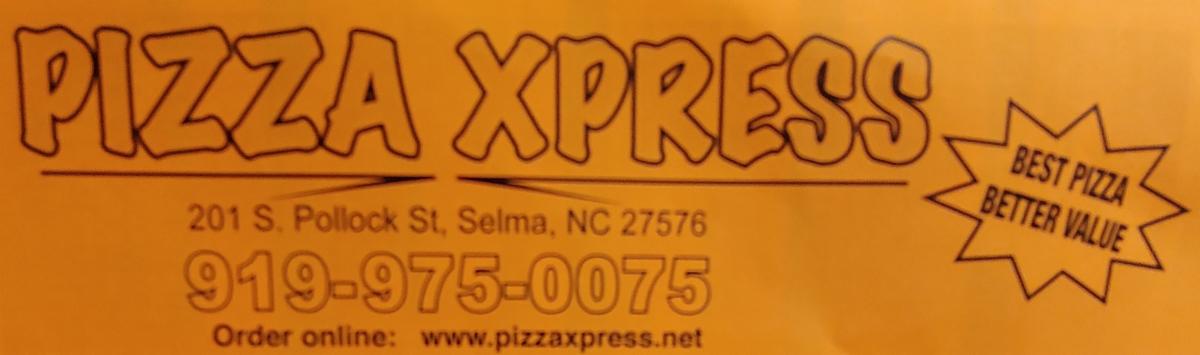 PIZZA XPRESS
BEST PIZZA
BETTER VALUE
201 S. Pollock St, Selma, NC 27576
919-975-0075
Order online: www.pizzaxpress.net